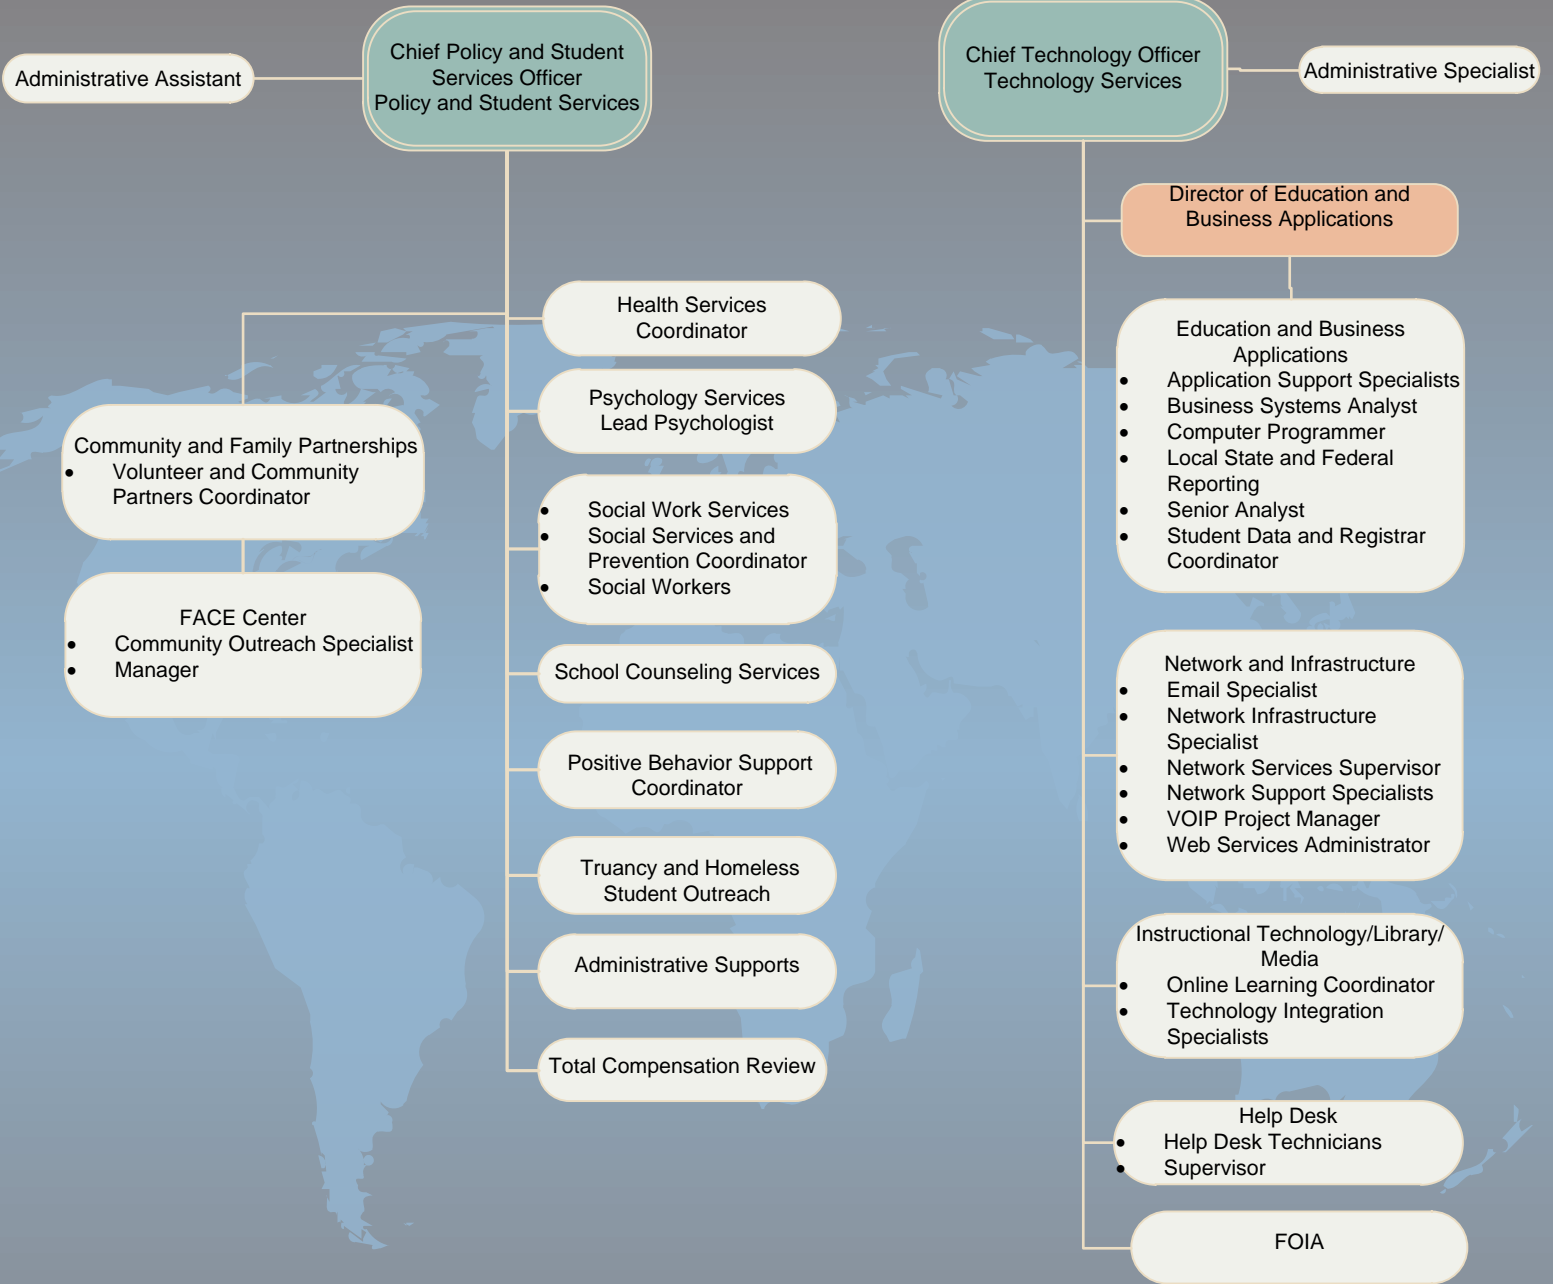 Administrative Assistant
Chief Policy and Student
Services Officer
Policy and Student Services
Community and Family Partnerships
• Volunteer and Community
Partners Coordinator
FACE Center
• Community Outreach Specialist
• Manager
Health Services
Coordinator
Psychology Services
Lead Psychologist
• Social Work Services
• Social Services and
Prevention Coordinator
• Social Workers
School Counseling Services
Positive Behavior Support
Coordinator
Truancy and Homeless
Student Outreach
Administrative Supports
Total Compensation Review
Chief Technology Officer
Technology Services
Administrative Specialist
Director of Education and
Business Applications
Education and Business
Applications
• Application Support Specialists
• Business Systems Analyst
• Computer Programmer
• Local State and Federal
Reporting
• Senior Analyst
• Student Data and Registrar
Coordinator
Network and Infrastructure
• Email Specialist
• Network Infrastructure
Specialist
• Network Services Supervisor
• Network Support Specialists
• VOIP Project Manager
• Web Services Administrator
Instructional Technology/Library/
Media
• Online Learning Coordinator
• Technology Integration
Specialists
Help Desk
• Help Desk Technicians
• Supervisor
FOIA